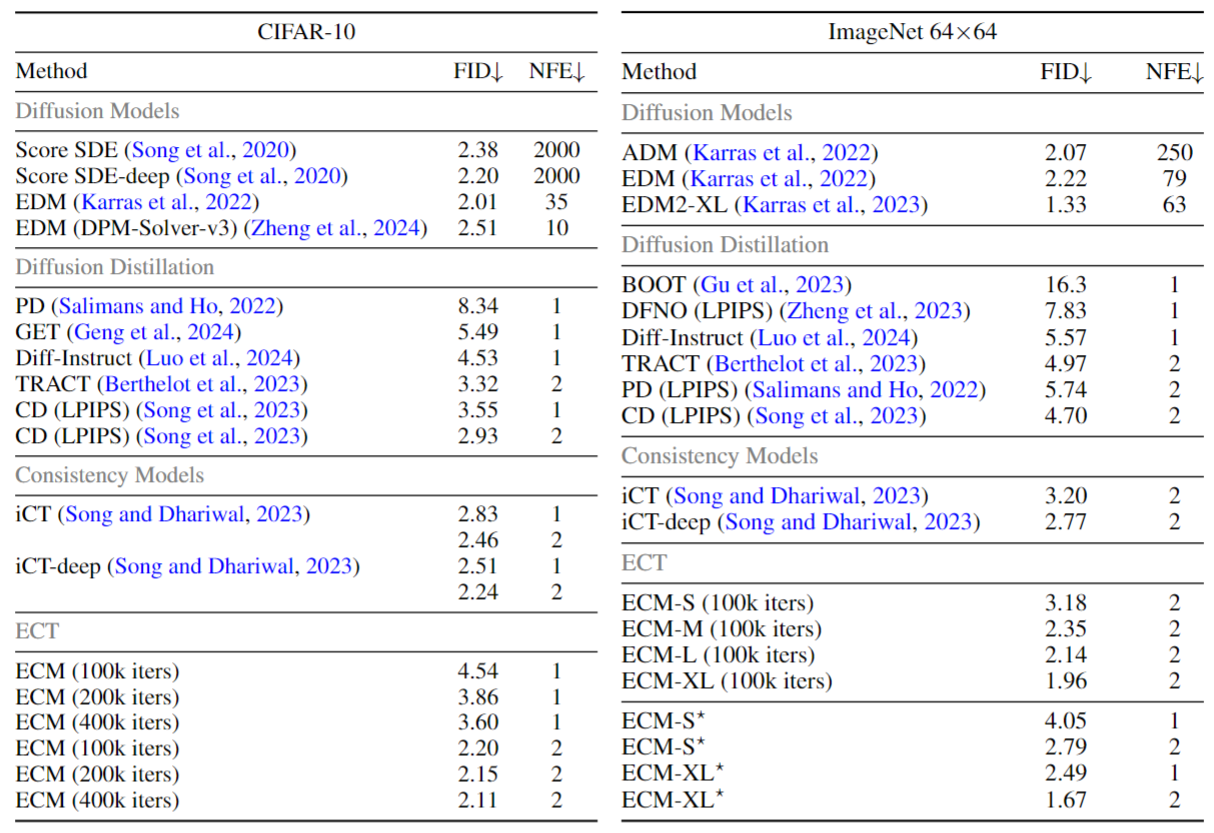 CIFAR-10
Method FID↓ NFE↓
Diffusion Models
Score SDE (Song et al., 2020) 2.38 2000
Score SDE-deep (Song et al., 2020) 2.20 2000
EDM (Karras et al., 2022) 2.01 35
EDM (DPM-Solver-v3) (Zheng et al., 2024) 2.51 10
Diffusion Distillation
PD (Salimans and Ho, 2022) 8.34 1
GET (Geng et al., 2024) 5.49 1
Diff-Instruct (Luo et al., 2024) 4.53 1
TRACT (Berthelot et al., 2023) 3.32 2
CD (LPIPS) (Song et al., 2023) 3.55 1
CD (LPIPS) (Song et al., 2023) 2.93 2
Consistency Models
iCT (Song and Dhariwal, 2023) 2.83 1
2.46 2
iCT-deep (Song and Dhariwal, 2023) 2.51 1
2.24 2
ECT
ECM (100k iters) 4.54 1
ECM (200k iters) 3.86 1
ECM (400k iters) 3.60 1
ECM (100k iters) 2.20 2
ECM (200k iters) 2.15 2
ECM (400k iters) 2.11 2
ImageNet 64×64
Method FID↓ NFE↓
Diffusion Models
ADM (Karras et al., 2022) 2.07 250
EDM (Karras et al., 2022) 2.22 79
EDM2-XL (Karras et al., 2023) 1.33 63
Diffusion Distillation
BOOT (Gu et al., 2023) 16.3 1
DFNO (LPIPS) (Zheng et al., 2023) 7.83 1
Diff-Instruct (Luo et al., 2024) 5.57 1
TRACT (Berthelot et al., 2023) 4.97 2
PD (LPIPS) (Salimans and Ho, 2022) 5.74 2
CD (LPIPS) (Song et al., 2023) 4.70 2
Consistency Models
iCT (Song and Dhariwal, 2023) 3.20 2
iCT-deep (Song and Dhariwal, 2023) 2.77 2
ECT
ECM-S (100k iters) 3.18 2
ECM-M (100k iters) 2.35 2
ECM-L (100k iters) 2.14 2
ECM-XL (100k iters) 1.96 2
ECM-S⋆ 4.05 1
ECM-S⋆ 2.79 2
ECM-XL⋆ 2.49 1
ECM-XL⋆ 1.67 2